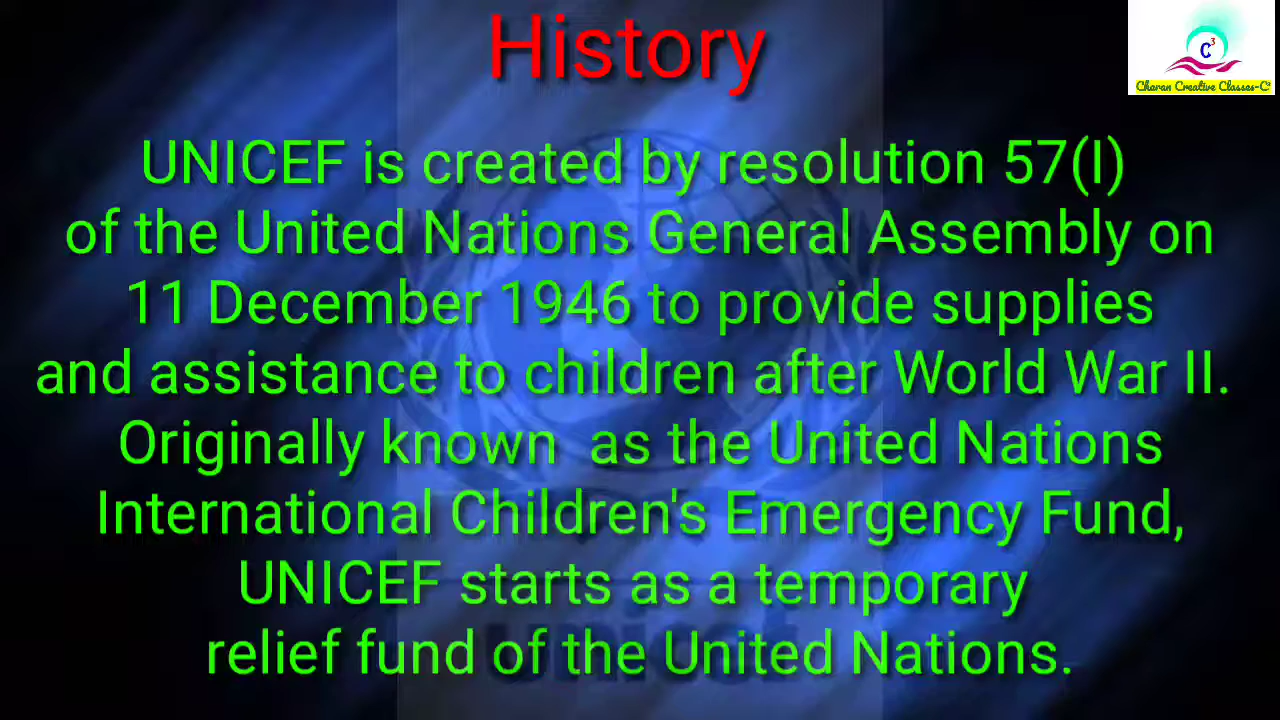 History
C3
Charan Creative Classes-C³
UNICEF is created by resolution 57(I)
of the United Nations General Assembly on
11 December 1946 to provide supplies
and assistance to children after World War II.
Originally known  as the United Nations
International Children's Emergency Fund,
UNICEF starts as a temporary
relief fund of the United Nations.
unicef